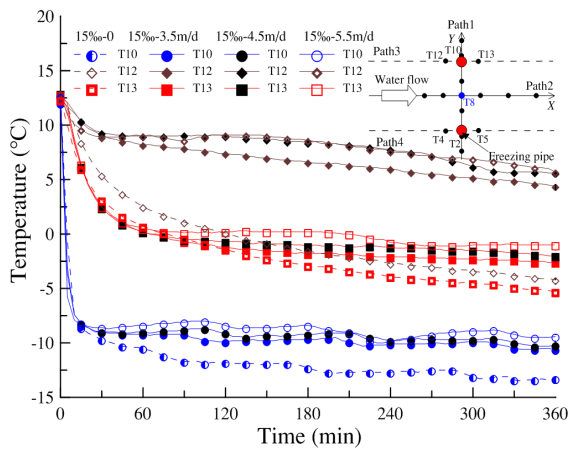 15‰-0 15‰-3.5m/d 15‰-4.5m/d 15‰-5.5m/d
T10 T10 T10 T10
T12 T12 T12 T12
T13 T13 T13 T13
Path1
Y
Path3 T12 T10 T13
Water flow
Path2
T8 X
Path4 T4 T2 T5
Freezing pipe
Temperature (°C)
20
15
10
5
0
-5
-10
-15
0 60 120 180 240 300 360
Time (min)